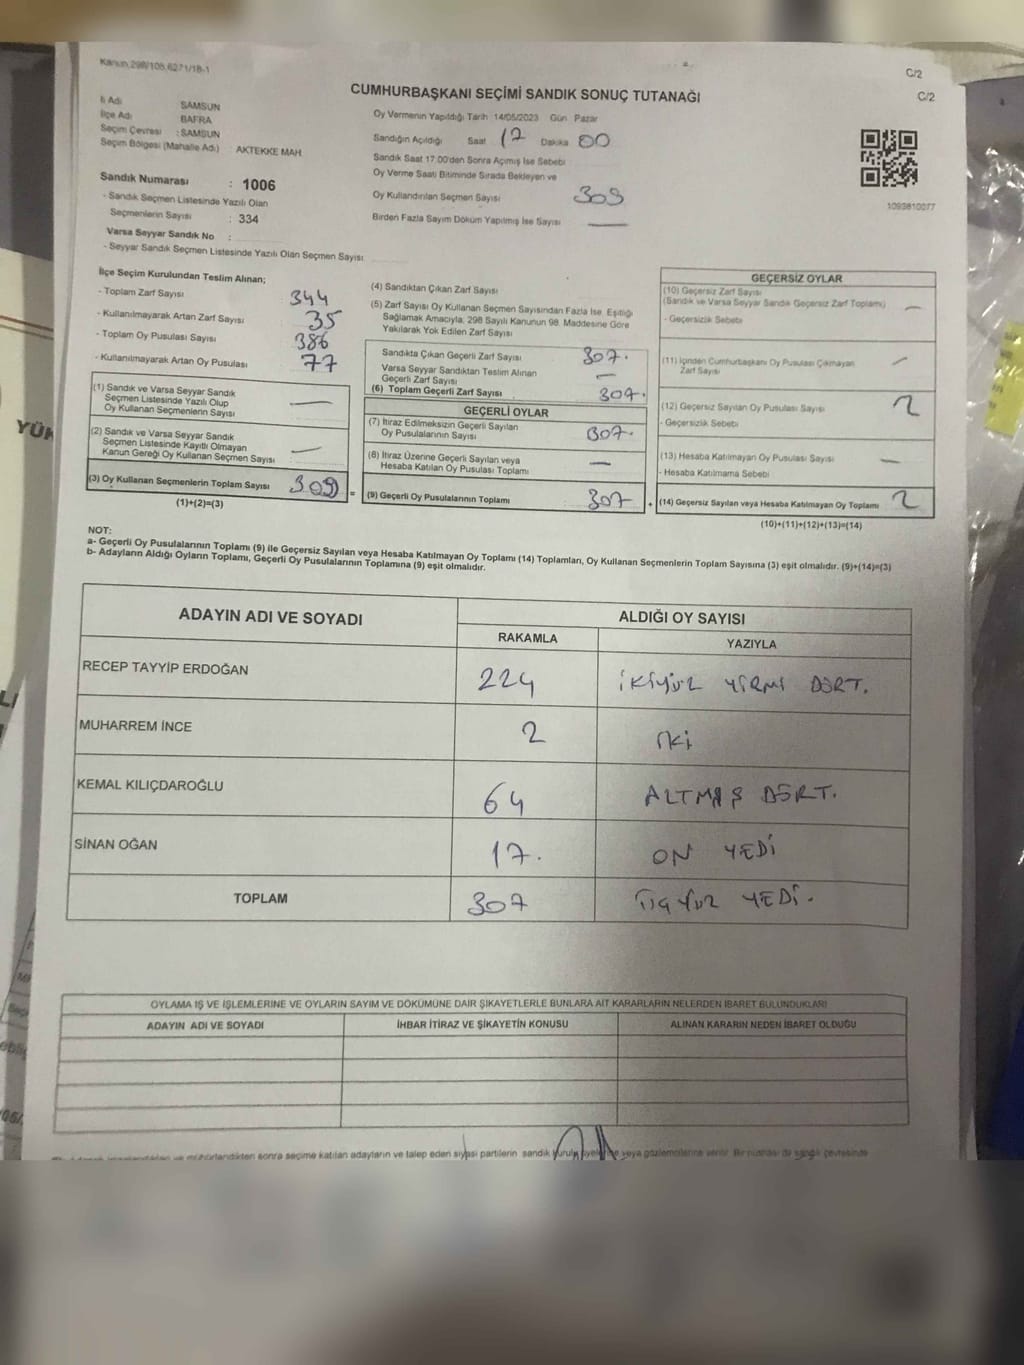 Kanun,298/105,6271/18-1
C/2
C/2
CUMHURBAŞKANI SEÇİMİ SANDIK SONUÇ TUTANAĞI
İl Adı SAMSUN
İlçe Adı BAFRA
Seçim Çevresi : SAMSUN
Seçim Bölgesi (Mahalle Adı) : AKTEKKE MAH
Sandık Numarası : 1006
- Sandık Seçmen Listesinde Yazılı Olan
Seçmenlerin Sayısı : 334
Varsa Seyyar Sandık No :
- Seyyar Sandık Seçmen Listesinde Yazılı Olan Seçmen Sayısı
Oy Vermenin Yapıldığı Tarih 14/05/2023 Gün Pazar
Sandığın Açıldığı Saat 17 Dakika 00
Sandık Saat 17:00'den Sonra Açımış İse Sebebi
Oy Verme Saati Bitiminde Sırada Bekleyen ve
Oy Kullandırılan Seçmen Sayısı 309
Birden Fazla Sayım Döküm Yapılmış İse Sayısı —
1093810077
İlçe Seçim Kurulundan Teslim Alınan;
- Toplam Zarf Sayısı 344
- Kullanılmayarak Artan Zarf Sayısı 35
- Toplam Oy Pusulası Sayısı 386
- Kullanılmayarak Artan Oy Pusulası 77
(1) Sandık ve Varsa Seyyar Sandık
Seçmen Listesinde Yazılı Olup
Oy Kullanan Seçmenlerin Sayısı —
(2) Sandık ve Varsa Seyyar Sandık
Seçmen Listesinde Kayıtlı Olmayan
Kanun Gereği Oy Kullanan Seçmen Sayısı —
(3) Oy Kullanan Seçmenlerin Toplam Sayısı 309 =
(1)+(2)=(3)
(4) Sandıktan Çıkan Zarf Sayısı
(5) Zarf Sayısı Oy Kullanan Seçmen Sayısından Fazla İse, Eşitliği
Sağlamak Amacıyla, 298 Sayılı Kanunun 98. Maddesine Göre
Yakılarak Yok Edilen Zarf Sayısı
Sandıkta Çıkan Geçerli Zarf Sayısı 307.
Varsa Seyyar Sandıktan Teslim Alınan
Geçerli Zarf Sayısı —
(6) Toplam Geçerli Zarf Sayısı 307.
GEÇERLİ OYLAR
(7) İtiraz Edilmeksizin Geçerli Sayılan
Oy Pusulalarının Sayısı 307.
(8) İtiraz Üzerine Geçerli Sayılan veya
Hesaba Katılan Oy Pusulası Toplamı —
(9) Geçerli Oy Pusulalarının Toplamı 307 +
GEÇERSİZ OYLAR
(10) Geçersiz Zarf Sayısı
(Sandık ve Varsa Seyyar Sandık Geçersiz Zarf Toplamı) —
- Geçersizlik Sebebi
(11) İçinden Cumhurbaşkanı Oy Pusulası Çıkmayan
Zarf Sayısı —
(12) Geçersiz Sayılan Oy Pusulası Sayısı 2
- Geçersizlik Sebebi
(13) Hesaba Katılmayan Oy Pusulası Sayısı —
- Hesaba Katılmama Sebebi
(14) Geçersiz Sayılan veya Hesaba Katılmayan Oy Toplamı 2
(10)+(11)+(12)+(13)=(14)
NOT:
a- Geçerli Oy Pusulalarının Toplamı (9) ile Geçersiz Sayılan veya Hesaba Katılmayan Oy Toplamı (14) Toplamları, Oy Kullanan Seçmenlerin Toplam Sayısına (3) eşit olmalıdır. (9)+(14)=(3)
b- Adayların Aldığı Oyların Toplamı, Geçerli Oy Pusulalarının Toplamına (9) eşit olmalıdır.
ADAYIN ADI VE SOYADI ALDIĞI OY SAYISI
RAKAMLA YAZIYLA
RECEP TAYYİP ERDOĞAN 224 İKİYÜZ YİRMİ DÖRT.
MUHARREM İNCE 2 İKİ
KEMAL KILIÇDAROĞLU 64 ALTMIŞ DÖRT.
SİNAN OĞAN 17. ON YEDİ
TOPLAM 307 ÜÇYÜZ YEDİ.
OYLAMA İŞ VE İŞLEMLERİNE VE OYLARIN SAYIM VE DÖKÜMÜNE DAİR ŞİKAYETLERLE BUNLARA AİT KARARLARIN NELERDEN İBARET BULUNDUKLARI
ADAYIN ADI VE SOYADI İHBAR İTİRAZ VE ŞİKAYETİN KONUSU ALINAN KARARIN NEDEN İBARET OLDUĞU
sonra seçime katılan adayların ve talep eden siyasi partilerin sandık kurulu üyelerine veya gözlemcilerine verilir. Bir nüshası da sandık çevresinde